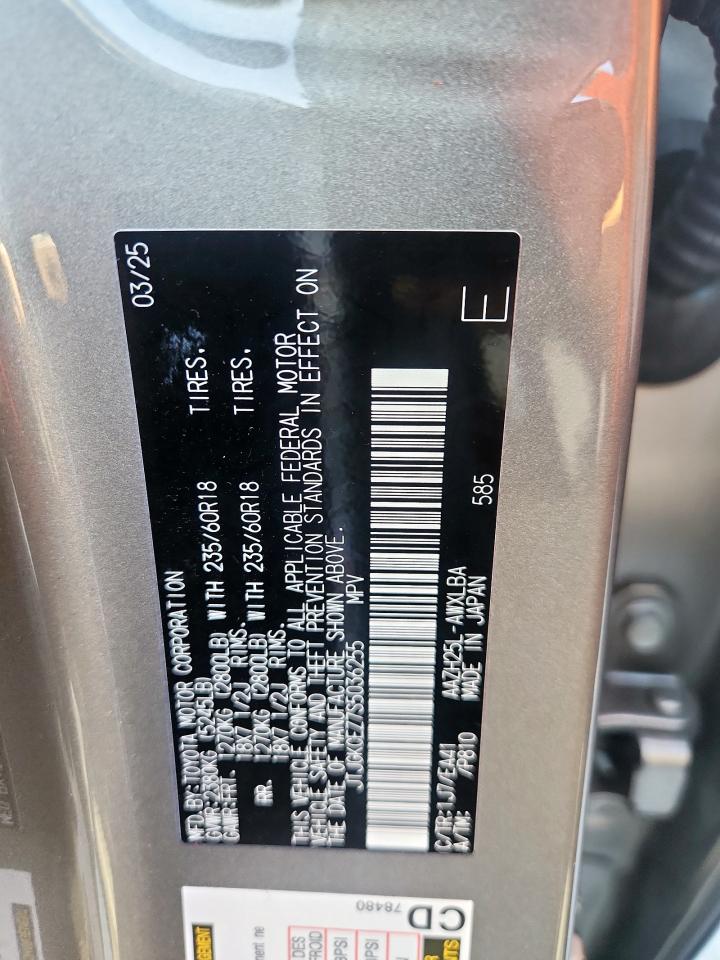 MFD.BY:TOYOTA MOTOR CORPORATION 03/25
GVWR:2380KG (5245LB)
GAWR:FRT. 1270KG (2800LB) WITH 235/60R18 TIRES.
18X7 1/2J RIMS.
RR. 1270KG (2800LB) WITH 235/60R18 TIRES.
18X7 1/2J RIMS.
THIS VEHICLE CONFORMS TO ALL APPLICABLE FEDERAL MOTOR
VEHICLE SAFETY AND THEFT PREVENTION STANDARDS IN EFFECT ON
THE DATE OF MANUFACTURE SHOWN ABOVE.
MPV
C/TR:1J7/EA41 AAZH25L-AWXLBA
A/TM: /P810 MADE IN JAPAN
585
E
CD
78480